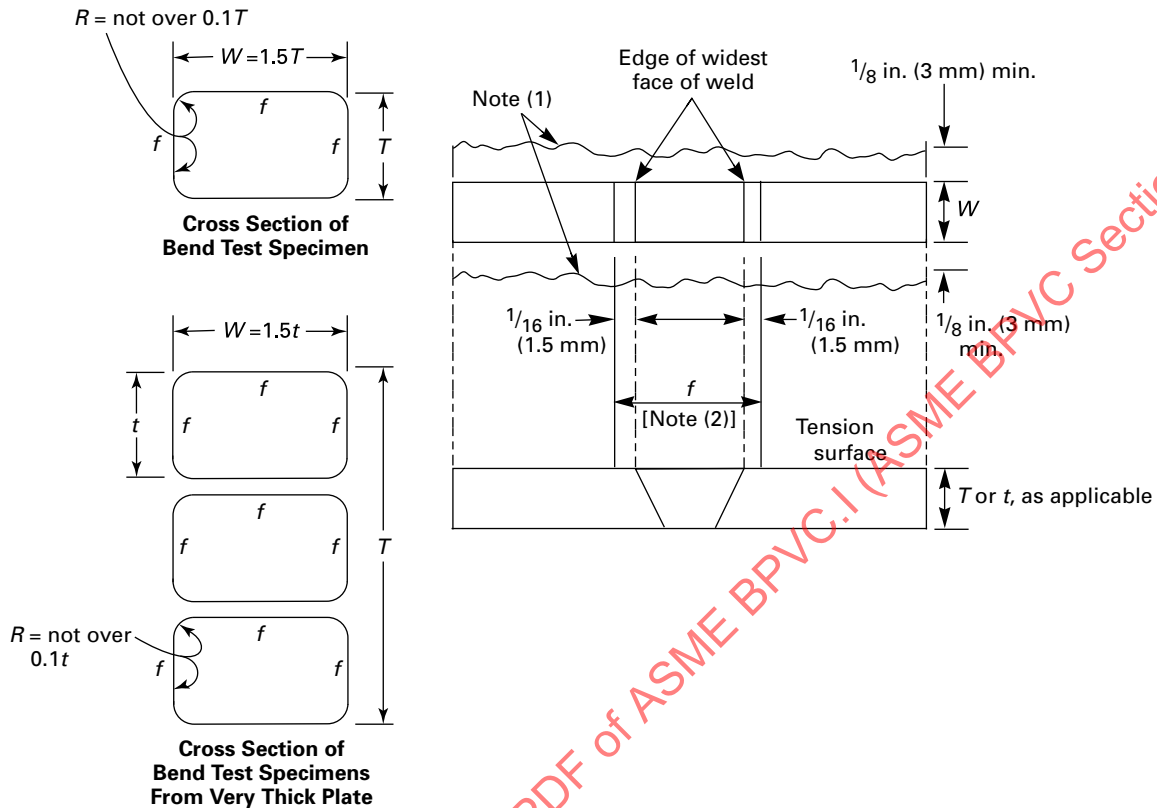 R = not over 0.1T
W = 1.5T
f
f
f
T
Cross Section of
Bend Test Specimen
W = 1.5t
f
t
f
f
f
f
f
T
f
R = not over
0.1t
f
f
Cross Section of
Bend Test Specimens
From Very Thick Plate
Edge of widest
face of weld
1/8 in. (3 mm) min.
Note (1)
W
1/16 in.
(1.5 mm)
1/16 in.
(1.5 mm)
1/8 in. (3 mm)
min.
f
[Note (2)]
Tension
surface
T or t, as applicable
PDF of ASME BPVC.I (ASME BPVC Sectio